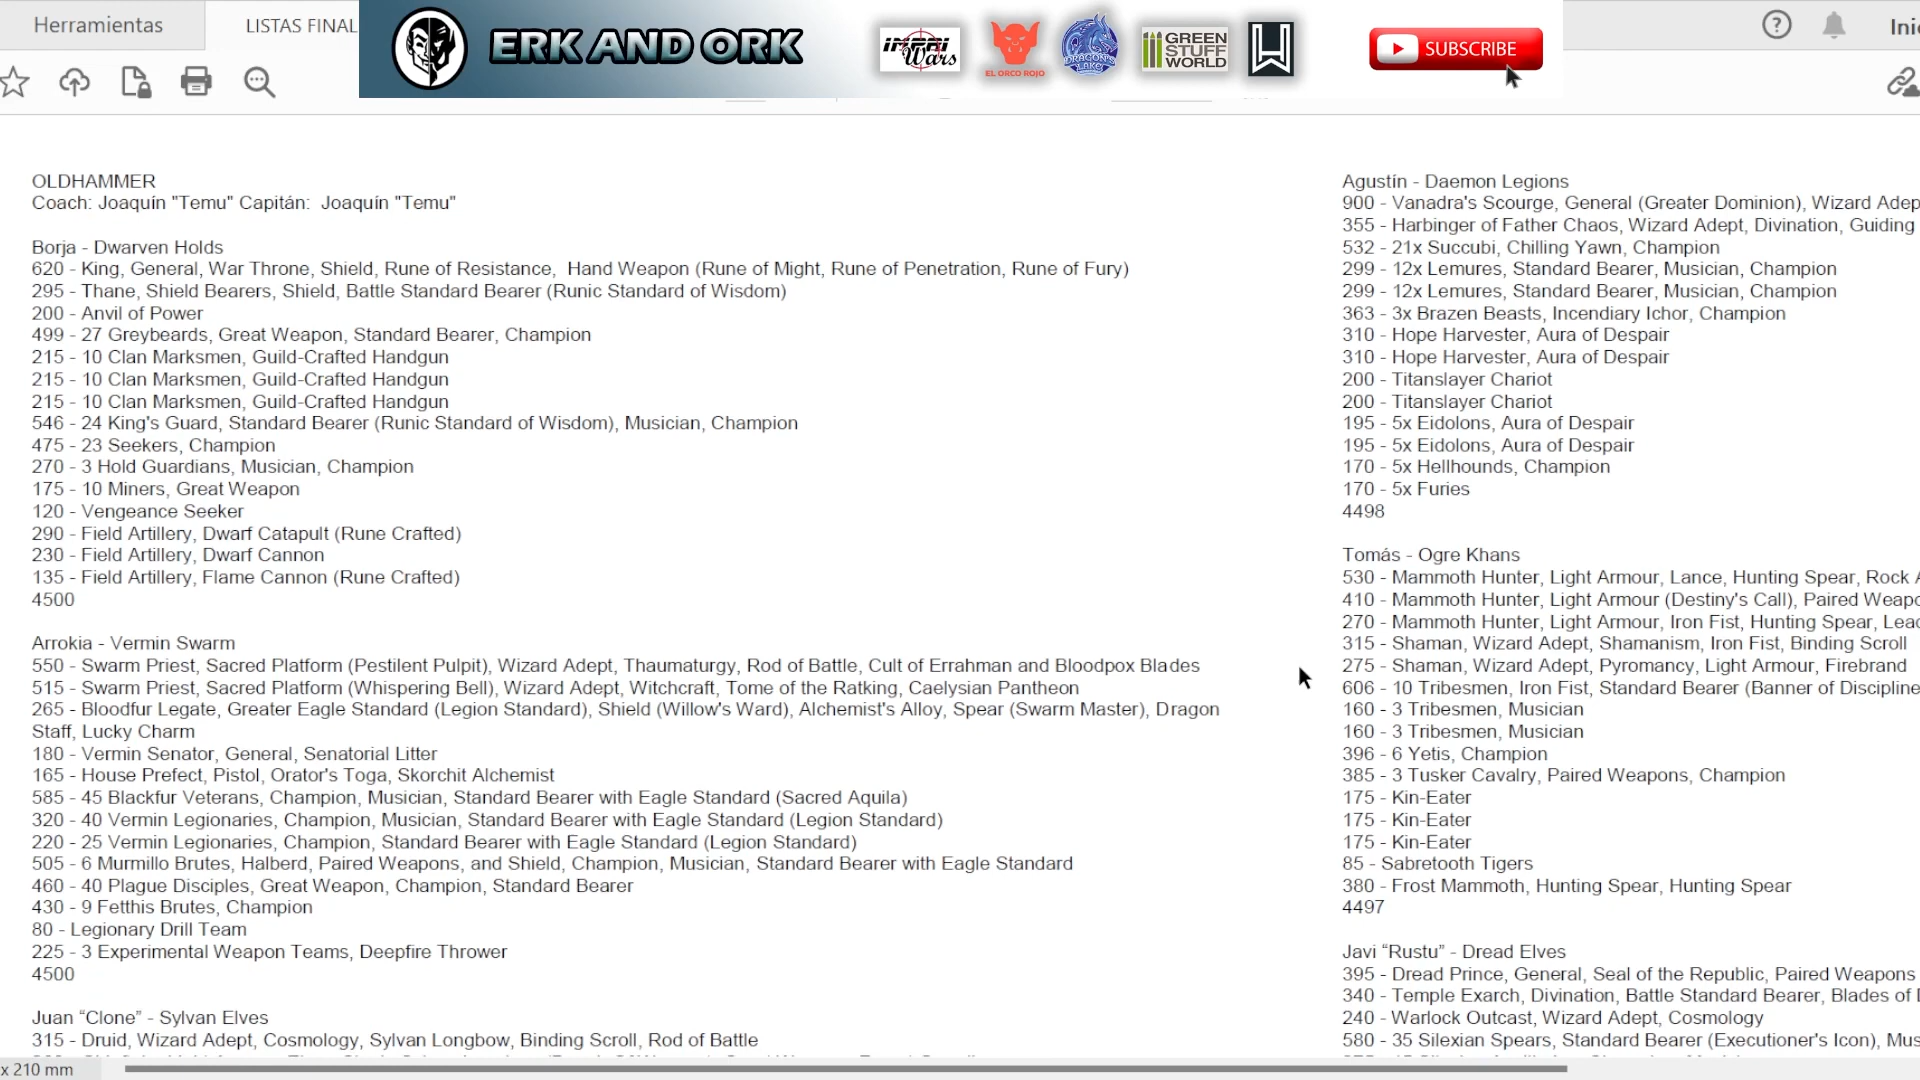 Herramientas
LISTAS FINAL
ERK AND ORK
IMPRI Wars
EL ORCO ROJO
DRAGON'S LAKE
GREEN STUFF WORLD
SUBSCRIBE
?
OLDHAMMER
Coach: Joaquín "Temu" Capitán: Joaquín "Temu"
Borja - Dwarven Holds
620 - King, General, War Throne, Shield, Rune of Resistance, Hand Weapon (Rune of Might, Rune of Penetration, Rune of Fury)
295 - Thane, Shield Bearers, Shield, Battle Standard Bearer (Runic Standard of Wisdom)
200 - Anvil of Power
499 - 27 Greybeards, Great Weapon, Standard Bearer, Champion
215 - 10 Clan Marksmen, Guild-Crafted Handgun
215 - 10 Clan Marksmen, Guild-Crafted Handgun
215 - 10 Clan Marksmen, Guild-Crafted Handgun
546 - 24 King's Guard, Standard Bearer (Runic Standard of Wisdom), Musician, Champion
475 - 23 Seekers, Champion
270 - 3 Hold Guardians, Musician, Champion
175 - 10 Miners, Great Weapon
120 - Vengeance Seeker
290 - Field Artillery, Dwarf Catapult (Rune Crafted)
230 - Field Artillery, Dwarf Cannon
135 - Field Artillery, Flame Cannon (Rune Crafted)
4500
Arrokia - Vermin Swarm
550 - Swarm Priest, Sacred Platform (Pestilent Pulpit), Wizard Adept, Thaumaturgy, Rod of Battle, Cult of Errahman and Bloodpox Blades
515 - Swarm Priest, Sacred Platform (Whispering Bell), Wizard Adept, Witchcraft, Tome of the Ratking, Caelysian Pantheon
265 - Bloodfur Legate, Greater Eagle Standard (Legion Standard), Shield (Willow's Ward), Alchemist's Alloy, Spear (Swarm Master), Dragon
Staff, Lucky Charm
180 - Vermin Senator, General, Senatorial Litter
165 - House Prefect, Pistol, Orator's Toga, Skorchit Alchemist
585 - 45 Blackfur Veterans, Champion, Musician, Standard Bearer with Eagle Standard (Sacred Aquila)
320 - 40 Vermin Legionaries, Champion, Musician, Standard Bearer with Eagle Standard (Legion Standard)
220 - 25 Vermin Legionaries, Champion, Standard Bearer with Eagle Standard (Legion Standard)
505 - 6 Murmillo Brutes, Halberd, Paired Weapons, and Shield, Champion, Musician, Standard Bearer with Eagle Standard
460 - 40 Plague Disciples, Great Weapon, Champion, Standard Bearer
430 - 9 Fetthis Brutes, Champion
80 - Legionary Drill Team
225 - 3 Experimental Weapon Teams, Deepfire Thrower
4500
Juan “Clone” - Sylvan Elves
315 - Druid, Wizard Adept, Cosmology, Sylvan Longbow, Binding Scroll, Rod of Battle
x 210 mm
Agustín - Daemon Legions
900 - Vanadra's Scourge, General (Greater Dominion), Wizard Adep
355 - Harbinger of Father Chaos, Wizard Adept, Divination, Guiding
532 - 21x Succubi, Chilling Yawn, Champion
299 - 12x Lemures, Standard Bearer, Musician, Champion
299 - 12x Lemures, Standard Bearer, Musician, Champion
363 - 3x Brazen Beasts, Incendiary Ichor, Champion
310 - Hope Harvester, Aura of Despair
310 - Hope Harvester, Aura of Despair
200 - Titanslayer Chariot
200 - Titanslayer Chariot
195 - 5x Eidolons, Aura of Despair
195 - 5x Eidolons, Aura of Despair
170 - 5x Hellhounds, Champion
170 - 5x Furies
4498
Tomás - Ogre Khans
530 - Mammoth Hunter, Light Armour, Lance, Hunting Spear, Rock
410 - Mammoth Hunter, Light Armour (Destiny's Call), Paired Weapo
270 - Mammoth Hunter, Light Armour, Iron Fist, Hunting Spear, Lea
315 - Shaman, Wizard Adept, Shamanism, Iron Fist, Binding Scroll
275 - Shaman, Wizard Adept, Pyromancy, Light Armour, Firebrand
606 - 10 Tribesmen, Iron Fist, Standard Bearer (Banner of Discipline
160 - 3 Tribesmen, Musician
160 - 3 Tribesmen, Musician
396 - 6 Yetis, Champion
385 - 3 Tusker Cavalry, Paired Weapons, Champion
175 - Kin-Eater
175 - Kin-Eater
175 - Kin-Eater
85 - Sabretooth Tigers
380 - Frost Mammoth, Hunting Spear, Hunting Spear
4497
Javi “Rustu” - Dread Elves
395 - Dread Prince, General, Seal of the Republic, Paired Weapons
340 - Temple Exarch, Divination, Battle Standard Bearer, Blades of
240 - Warlock Outcast, Wizard Adept, Cosmology
580 - 35 Silexian Spears, Standard Bearer (Executioner's Icon), Mus